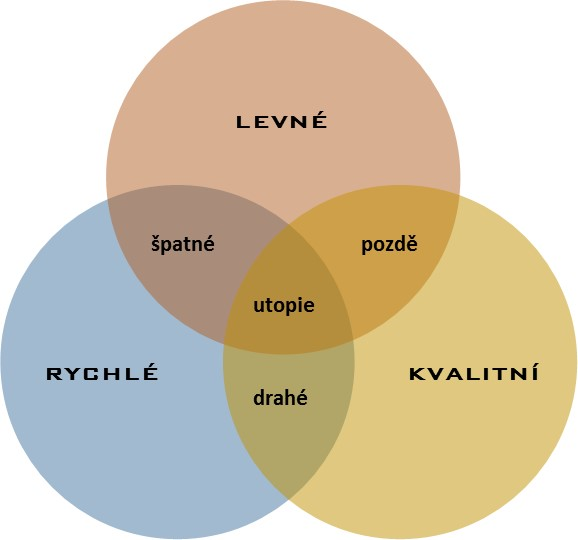 LEVNÉ
špatné
pozdě
utopie
RYCHLÉ
KVALITNÍ
drahé